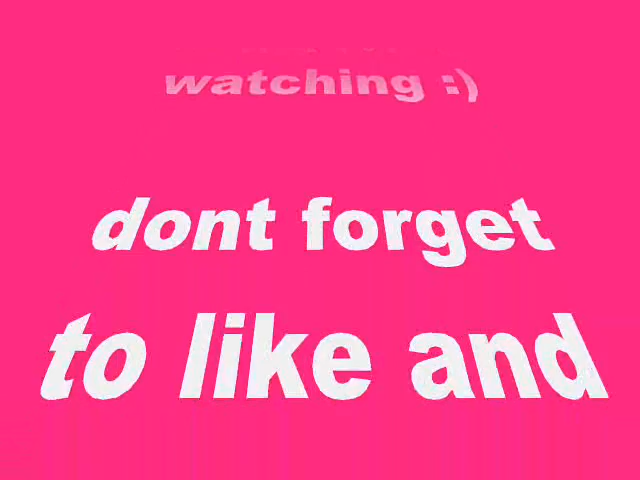 watching :)
dont forget
to like and